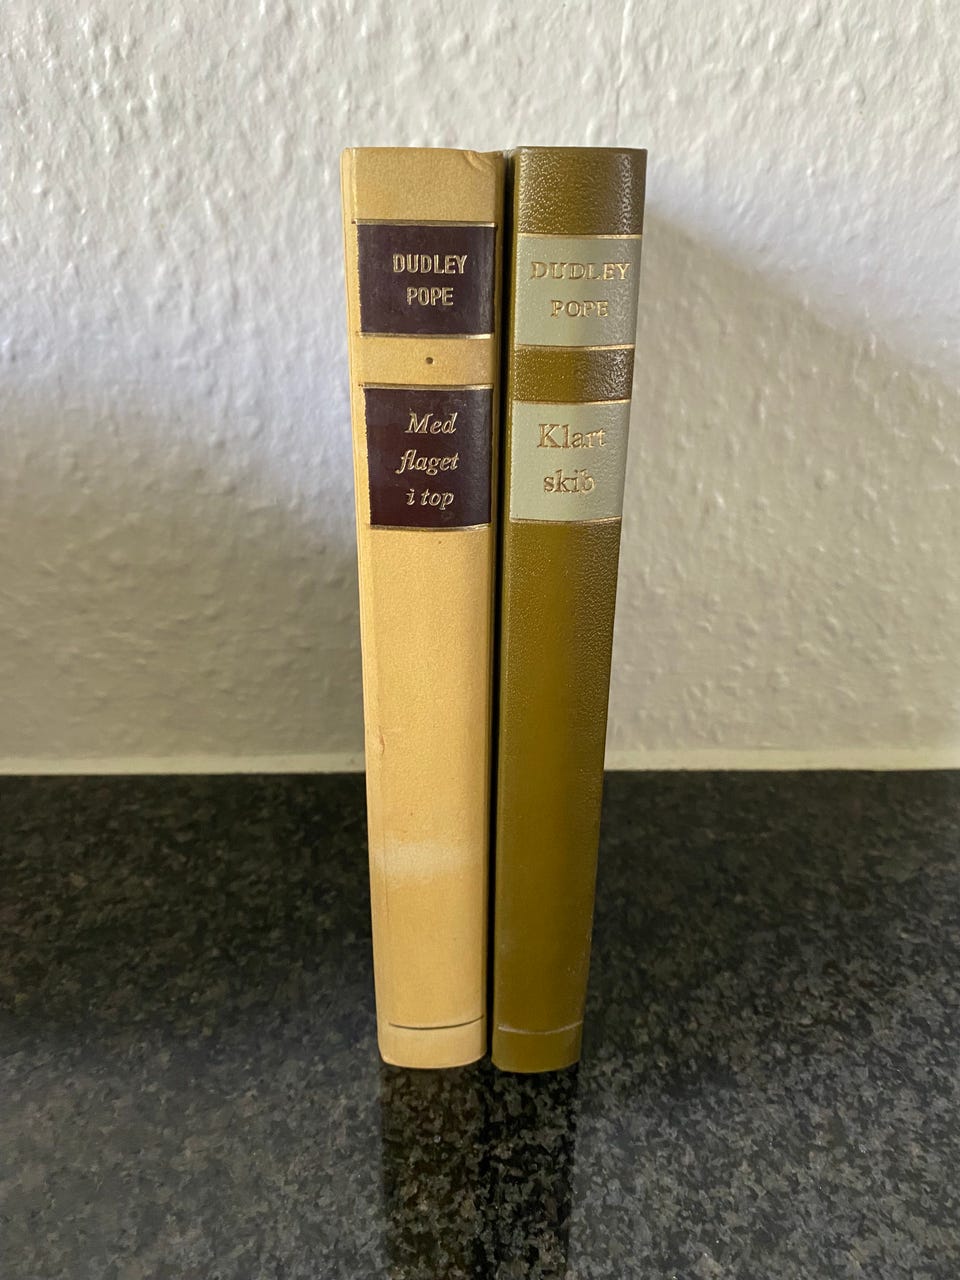 DUDLEY
POPE
Med
flaget
i top
DUDLEY
POPE
Klart
skib